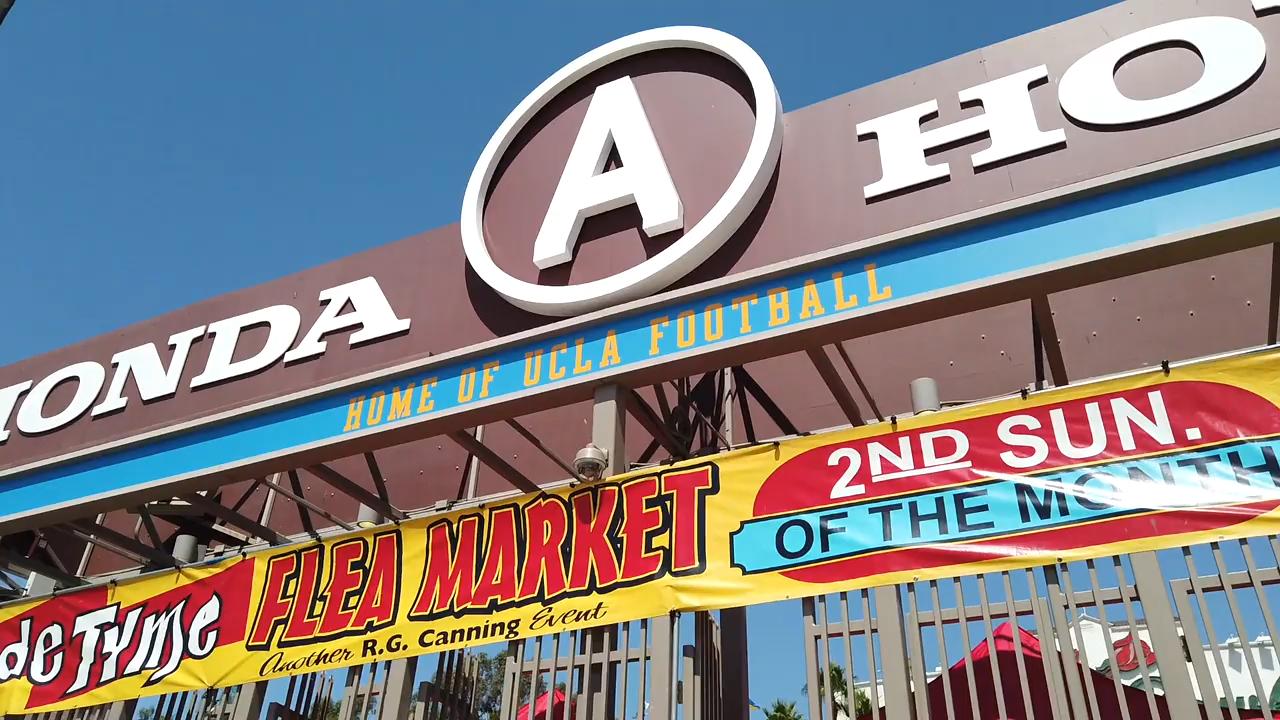 HONDA
A
HO
HOME OF UCLA FOOTBALL
de TYme
FLEA MARKET
Another R.G. Canning Event
2ND SUN.
OF THE MONTH